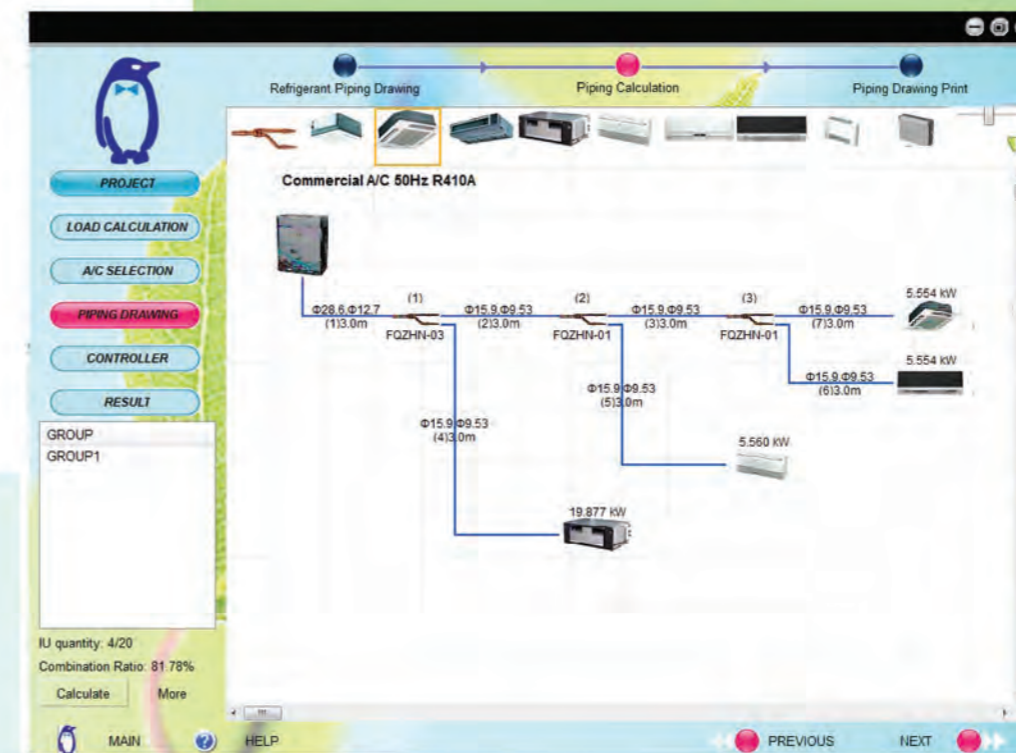 Refrigerant Piping Drawing
Piping Calculation
Piping Drawing Print
PROJECT
LOAD CALCULATION
A/C SELECTION
PIPING DRAWING
CONTROLLER
RESULT
GROUP
GROUP1
IU quantity: 4/20
Combination Ratio: 81.78%
Calculate
More
Commercial A/C 50Hz R410A
Φ28.6,Φ12.7
(1)3.0m
(1)
FQZHN-03
Φ15.9,Φ9.53
(2)3.0m
(2)
FQZHN-01
Φ15.9,Φ9.53
(3)3.0m
(3)
FQZHN-01
Φ15.9,Φ9.53
(7)3.0m
5.554 kW
5.554 kW
Φ15.9,Φ9.53
(6)3.0m
Φ15.9,Φ9.53
(5)3.0m
5.560 kW
Φ15.9,Φ9.53
(4)3.0m
19.877 kW
MAIN
?
HELP
PREVIOUS
NEXT